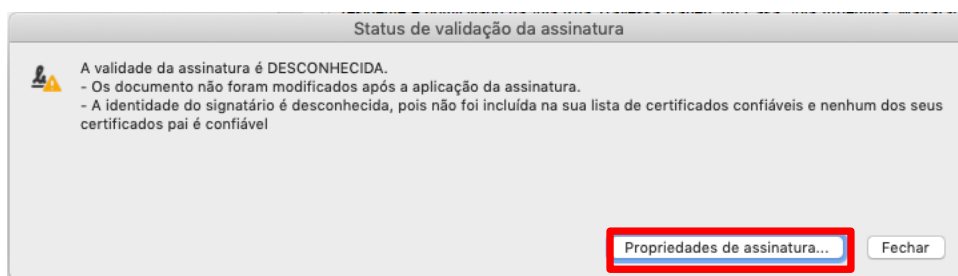 Status de validação da assinatura
A validade da assinatura é DESCONHECIDA.
- Os documento não foram modificados após a aplicação da assinatura.
- A identidade do signatário é desconhecida, pois não foi incluída na sua lista de certificados confiáveis e nenhum dos seus
certificados pai é confiável
Propriedades de assinatura...
Fechar